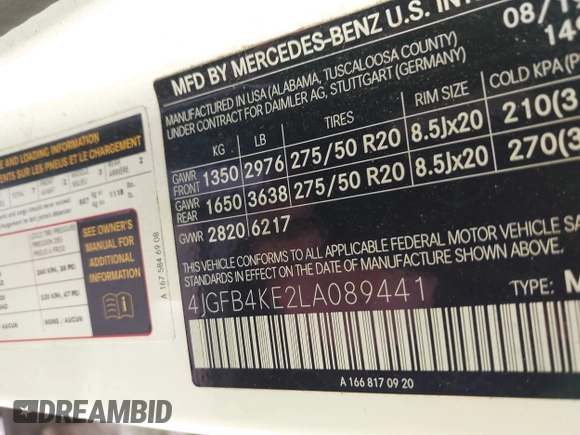 MFD BY MERCEDES-BENZ U.S. INT
08/1
148
MANUFACTURED IN USA (ALABAMA, TUSCALOOSA COUNTY)
UNDER CONTRACT FOR DAIMLER AG, STUTTGART (GERMANY)
KG LB TIRES RIM SIZE COLD KPA (P
GAWR FRONT 1350 2976 275/50 R20 8.5Jx20 210(3
GAWR REAR 1650 3638 275/50 R20 8.5Jx20 270(3
GVWR 2820 6217
THIS VEHICLE CONFORMS TO ALL APPLICABLE FEDERAL MOTOR VEHICLE SA
STANDARDS IN EFFECT ON THE DATE OF MANUFACTURE SHOWN ABOVE.
4JGFB4KE2LA089441
TYPE: M
A 166 817 09 20
E AND LOADING INFORMATION
EMENTS SUR LES PNEUS ET LE CHARGEMENT
SEE OWNER'S
MANUAL FOR
ADDITIONAL
INFORMATION
A 167 584 69 08
AUCUN
DREAMBID